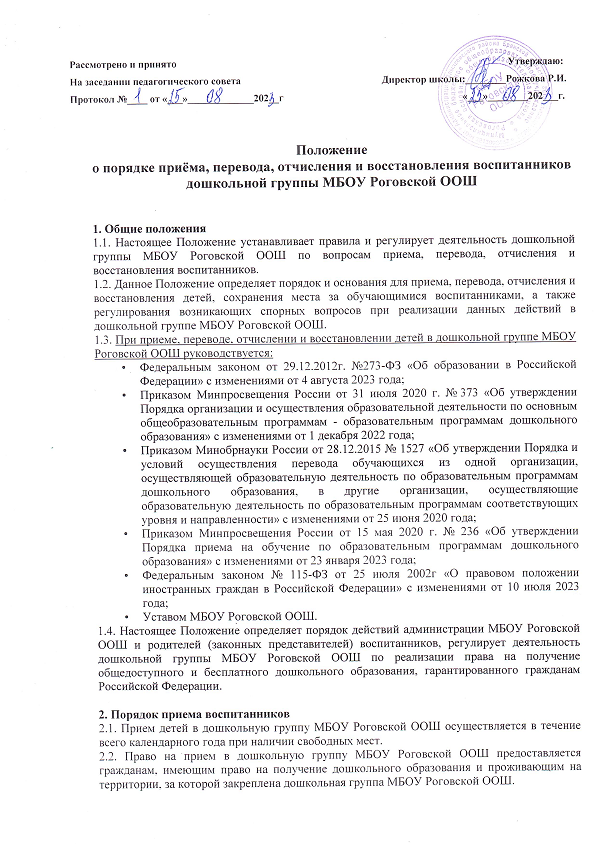 Рассмотрено и принято
Утверждаю:
На заседании педагогического совета
Директор школы: Рожкова Р.И.
Протокол № 1 от «25» 08 2023 г
«25» 08 2023 г.
Положение
о порядке приёма, перевода, отчисления и восстановления воспитанников
дошкольной группы МБОУ Роговской ООШ
1. Общие положения
1.1. Настоящее Положение устанавливает правила и регулирует деятельность дошкольной
группы МБОУ Роговской ООШ по вопросам приема, перевода, отчисления и
восстановления воспитанников.
1.2. Данное Положение определяет порядок и основания для приема, перевода, отчисления и
восстановления детей, сохранения места за обучающимися воспитанниками, а также
регулирования возникающих спорных вопросов при реализации данных действий в
дошкольной группе МБОУ Роговской ООШ.
1.3. При приеме, переводе, отчислении и восстановлении детей в дошкольной группе МБОУ
Роговской ООШ руководствуется:
• Федеральным законом от 29.12.2012г. №273-ФЗ «Об образовании в Российской
Федерации» с изменениями от 4 августа 2023 года;
• Приказом Минпросвещения России от 31 июля 2020 г. № 373 «Об утверждении
Порядка организации и осуществления образовательной деятельности по основным
общеобразовательным программам - образовательным программам дошкольного
образования» с изменениями от 1 декабря 2022 года;
• Приказом Минобрнауки России от 28.12.2015 № 1527 «Об утверждении Порядка и
условий осуществления перевода обучающихся из одной организации,
осуществляющей образовательную деятельность по образовательным программам
дошкольного образования, в другие организации, осуществляющие
образовательную деятельность по образовательным программам соответствующих
уровня и направленности» с изменениями от 25 июня 2020 года;
• Приказом Минпросвещения России от 15 мая 2020 г. № 236 «Об утверждении
Порядка приема на обучение по образовательным программам дошкольного
образования» с изменениями от 23 января 2023 года;
• Федеральным законом № 115-ФЗ от 25 июля 2002г «О правовом положении
иностранных граждан в Российской Федерации» с изменениями от 10 июля 2023
года;
• Уставом МБОУ Роговской ООШ.
1.4. Настоящее Положение определяет порядок действий администрации МБОУ Роговской
ООШ и родителей (законных представителей) воспитанников, регулирует деятельность
дошкольной группы МБОУ Роговской ООШ по реализации права на получение
общедоступного и бесплатного дошкольного образования, гарантированного гражданам
Российской Федерации.
2. Порядок приема воспитанников
2.1. Прием детей в дошкольную группу МБОУ Роговской ООШ осуществляется в течение
всего календарного года при наличии свободных мест.
2.2. Право на прием в дошкольную группу МБОУ Роговской ООШ предоставляется
гражданам, имеющим право на получение дошкольного образования и проживающим на
территории, за которой закреплена дошкольная группа МБОУ Роговской ООШ.